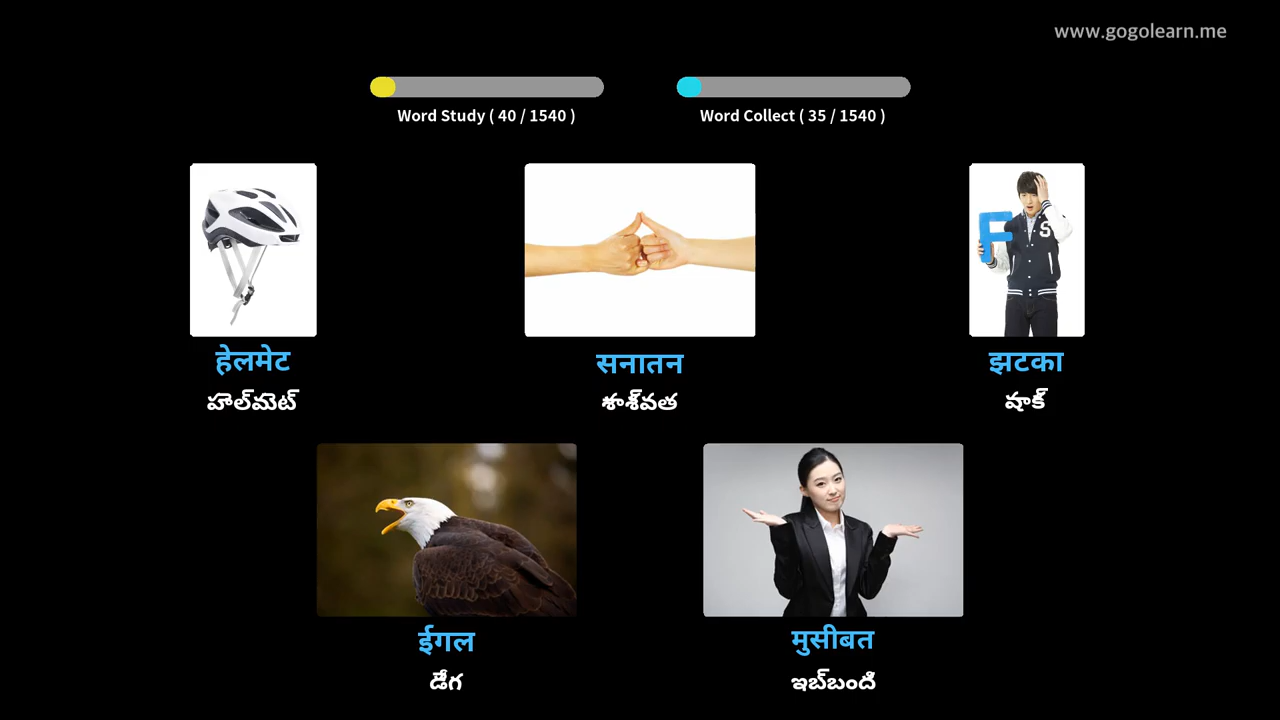 www.gogolearn.me
Word Study ( 40 / 1540 )
Word Collect ( 35 / 1540 )
हेलमेट
హెల్‌మెట్
सनातन
శాశ్‌వత
झटका
షాక్
ईगल
డేగ
मुसीबत
ఇబ్‌బంది